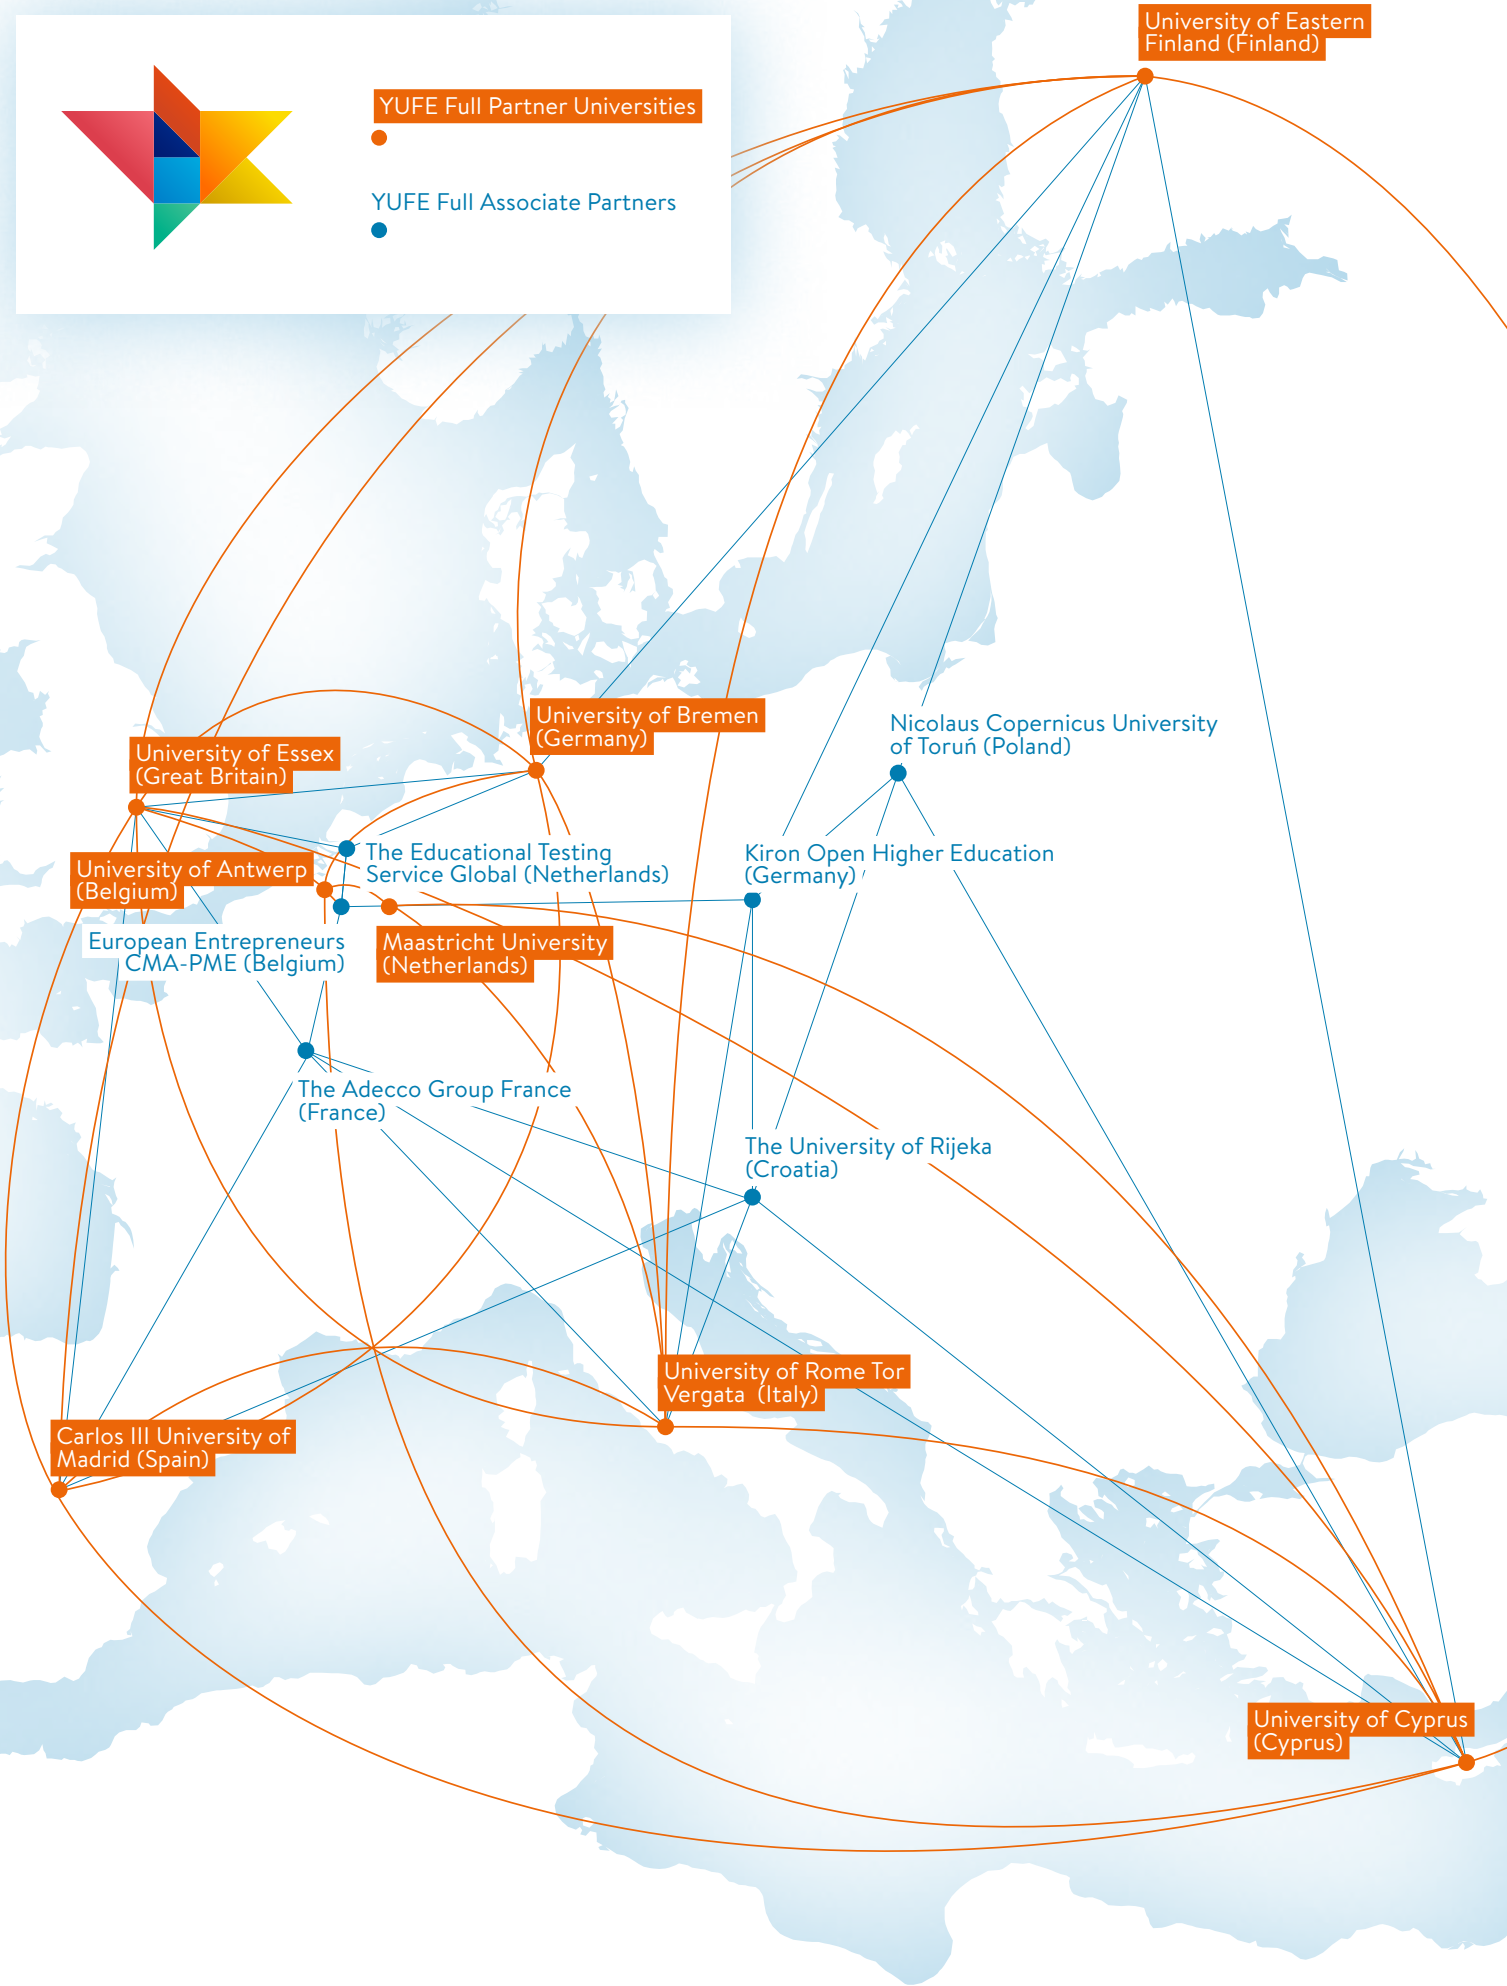 University of Eastern
Finland (Finland)
YUFE Full Partner Universities
YUFE Full Associate Partners
University of Bremen
(Germany)
Nicolaus Copernicus University
of Toruń (Poland)
University of Essex
(Great Britain)
The Educational Testing
Service Global (Netherlands)
Kiron Open Higher Education
(Germany)
University of Antwerp
(Belgium)
European Entrepreneurs
CMA-PME (Belgium)
Maastricht University
(Netherlands)
The Adecco Group France
(France)
The University of Rijeka
(Croatia)
University of Rome Tor
Vergata (Italy)
Carlos III University of
Madrid (Spain)
University of Cyprus
(Cyprus)